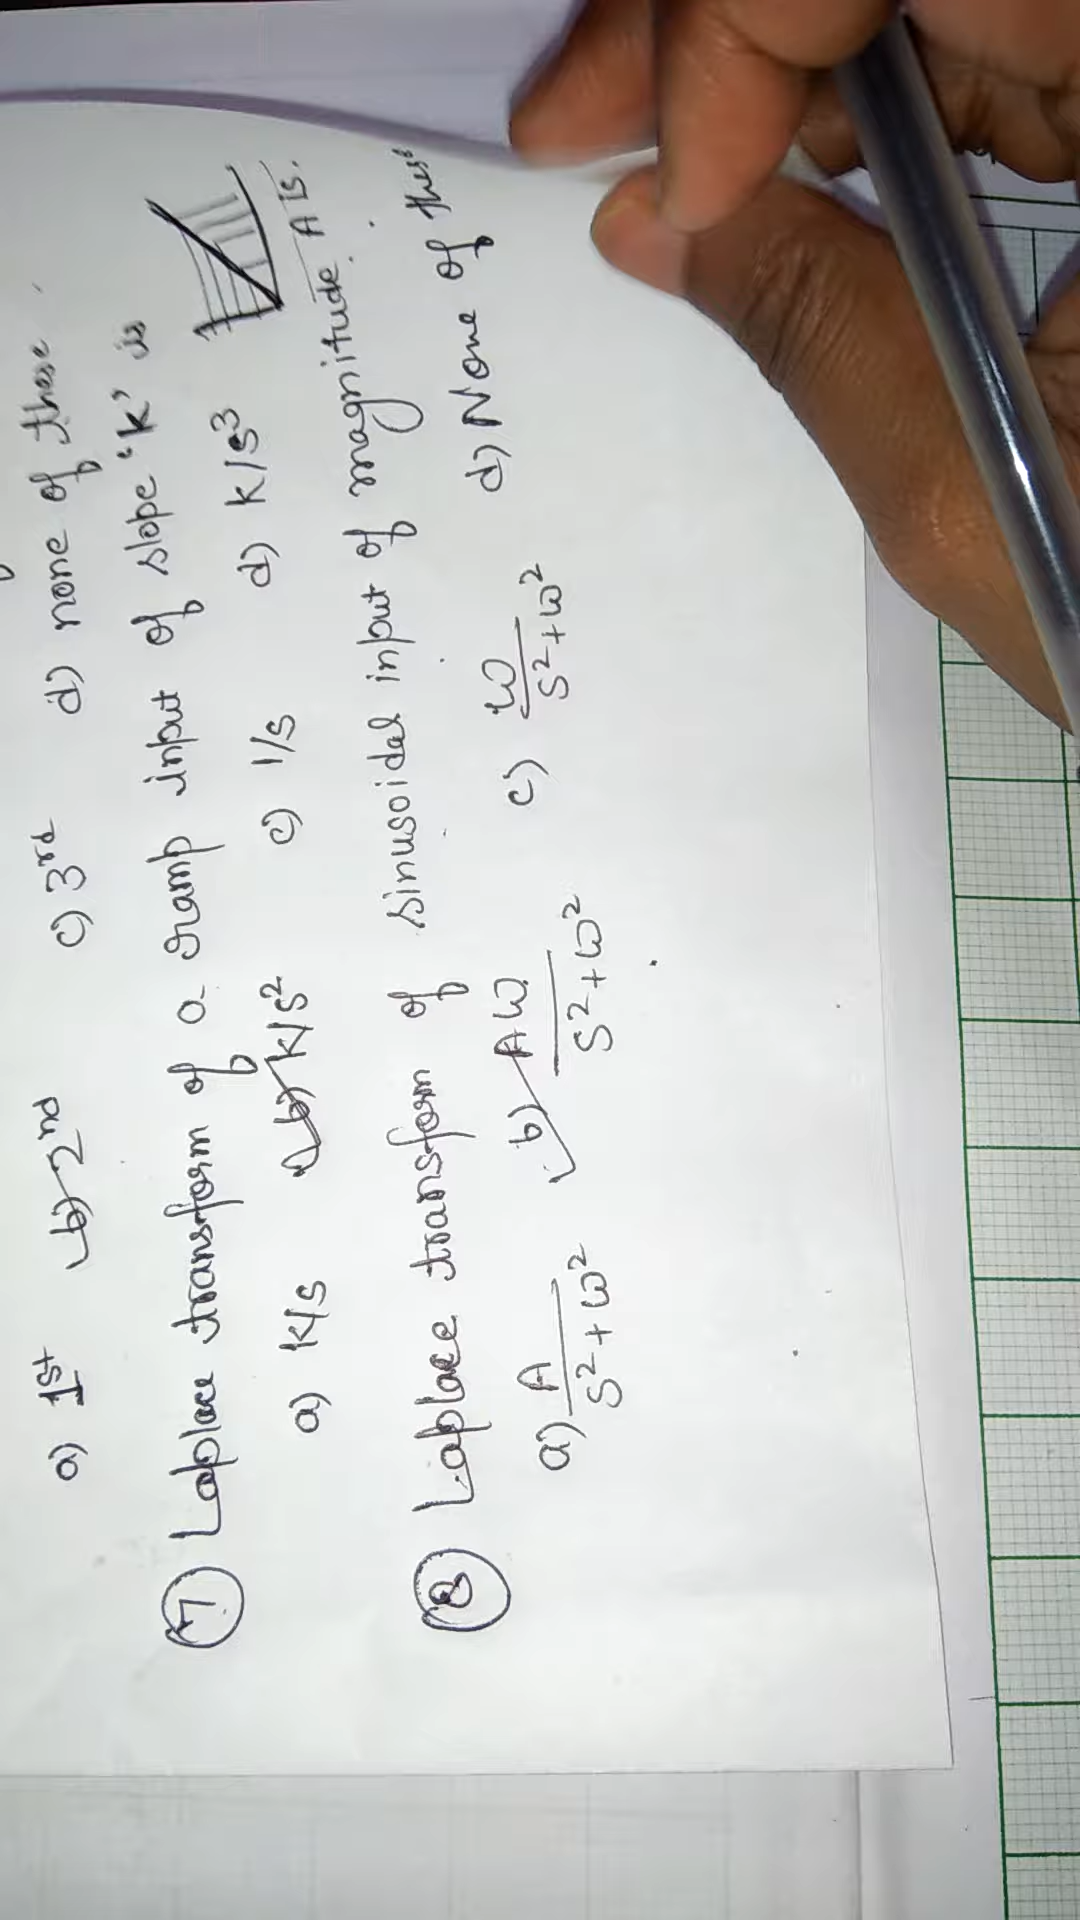 a) 1st b) 2nd c) 3rd d) none of these
7 Laplace transform of a ramp input of slope 'k' is
a) k/s b) k/s² c) 1/s d) k/s³
8 Laplace transform of sinusoidal input of magnitude A is.
a) A/(s²+ω²) b) Aω/(s²+ω²) c) ω/(s²+ω²) d) None of these